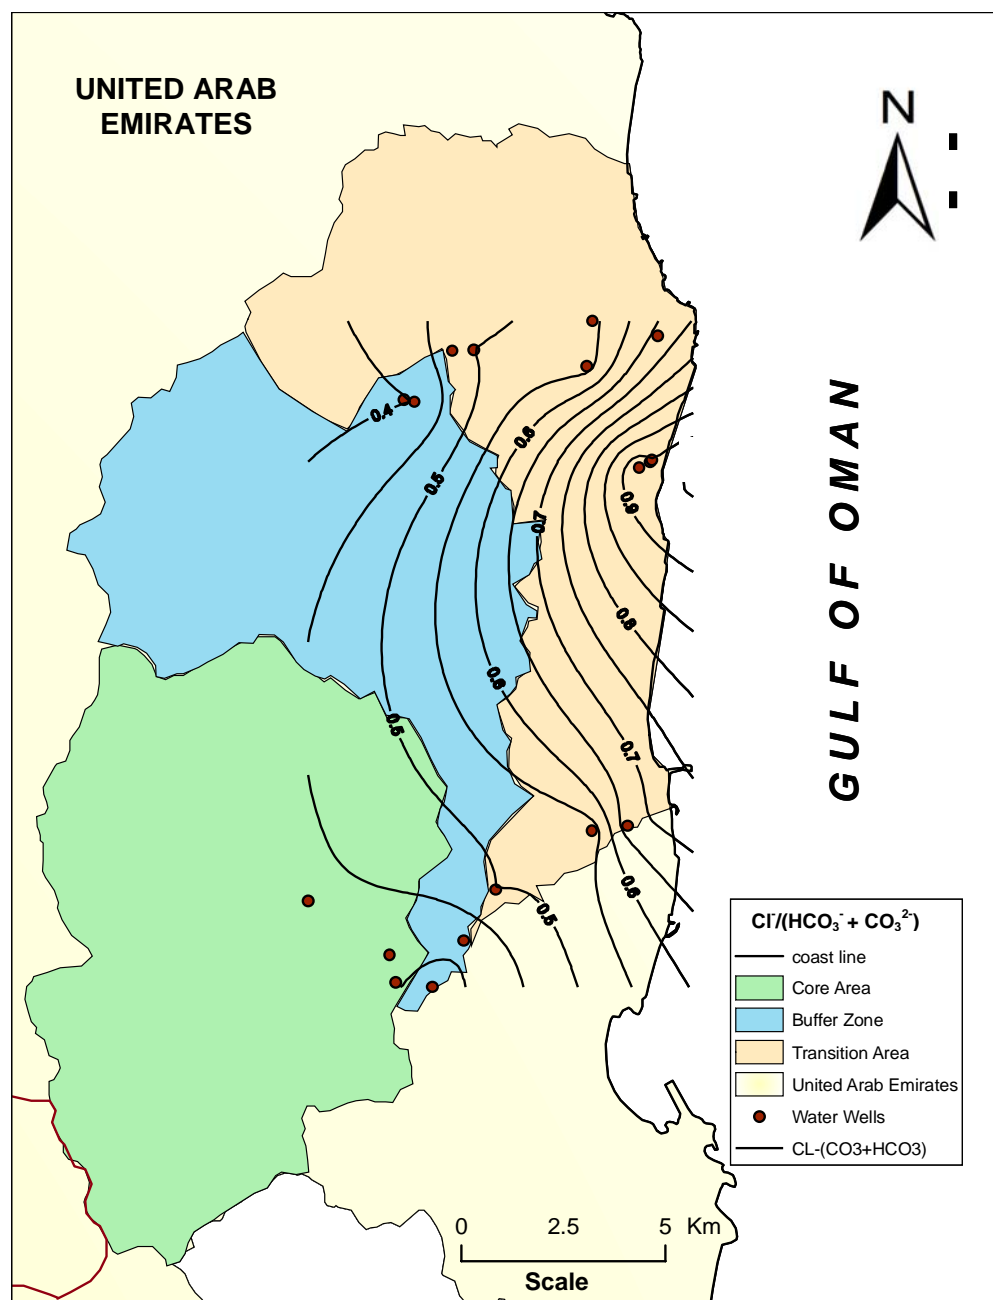 UNITED ARAB
EMIRATES
N
0.4
0.6
0.5
0.9
0.7
0.8
0.6
0.5
0.7
0.6
0.5
GULF OF OMAN
Cl⁻/(HCO₃⁻ + CO₃²⁻)
coast line
Core Area
Buffer Zone
Transition Area
United Arab Emirates
Water Wells
CL-(CO3+HCO3)
0 2.5 5 Km
Scale